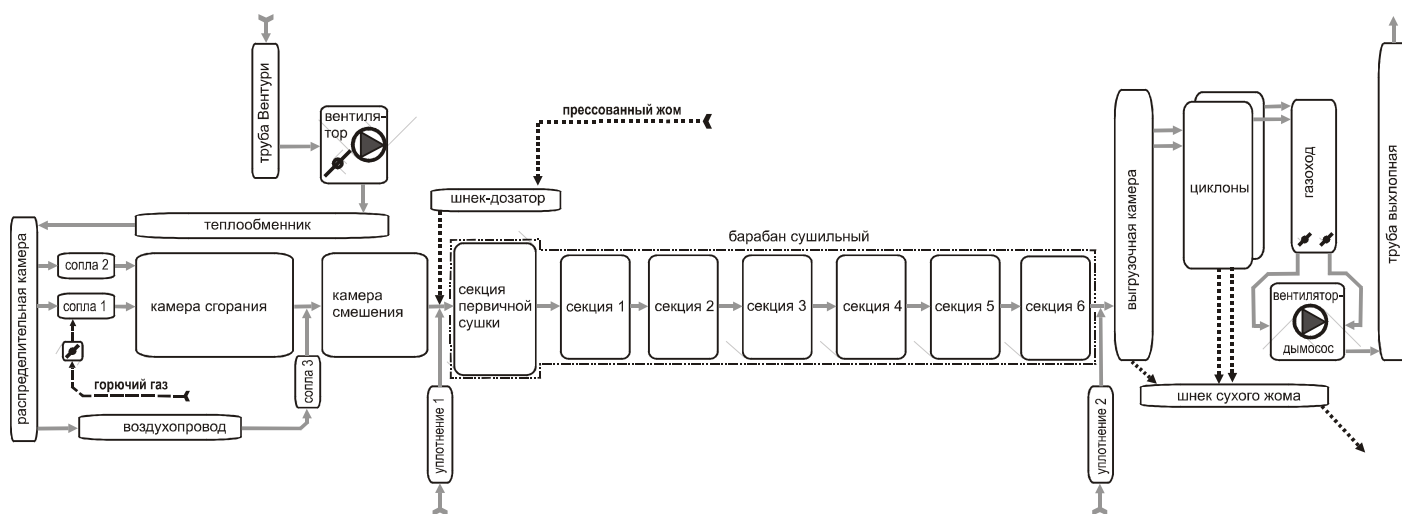 труба Вентури
вентиля-
тор
прессованный жом
шнек-дозатор
теплообменник
распределительная камера
сопла 2
сопла 1
камера сгорания
камера
смешения
горючий газ
сопла 3
воздухопровод
уплотнение 1
барабан сушильный
секция
первичной
сушки
секция 1
секция 2
секция 3
секция 4
секция 5
секция 6
уплотнение 2
выгрузочная камера
циклоны
газоход
вентилятор-
дымосос
труба выхлопная
шнек сухого жома